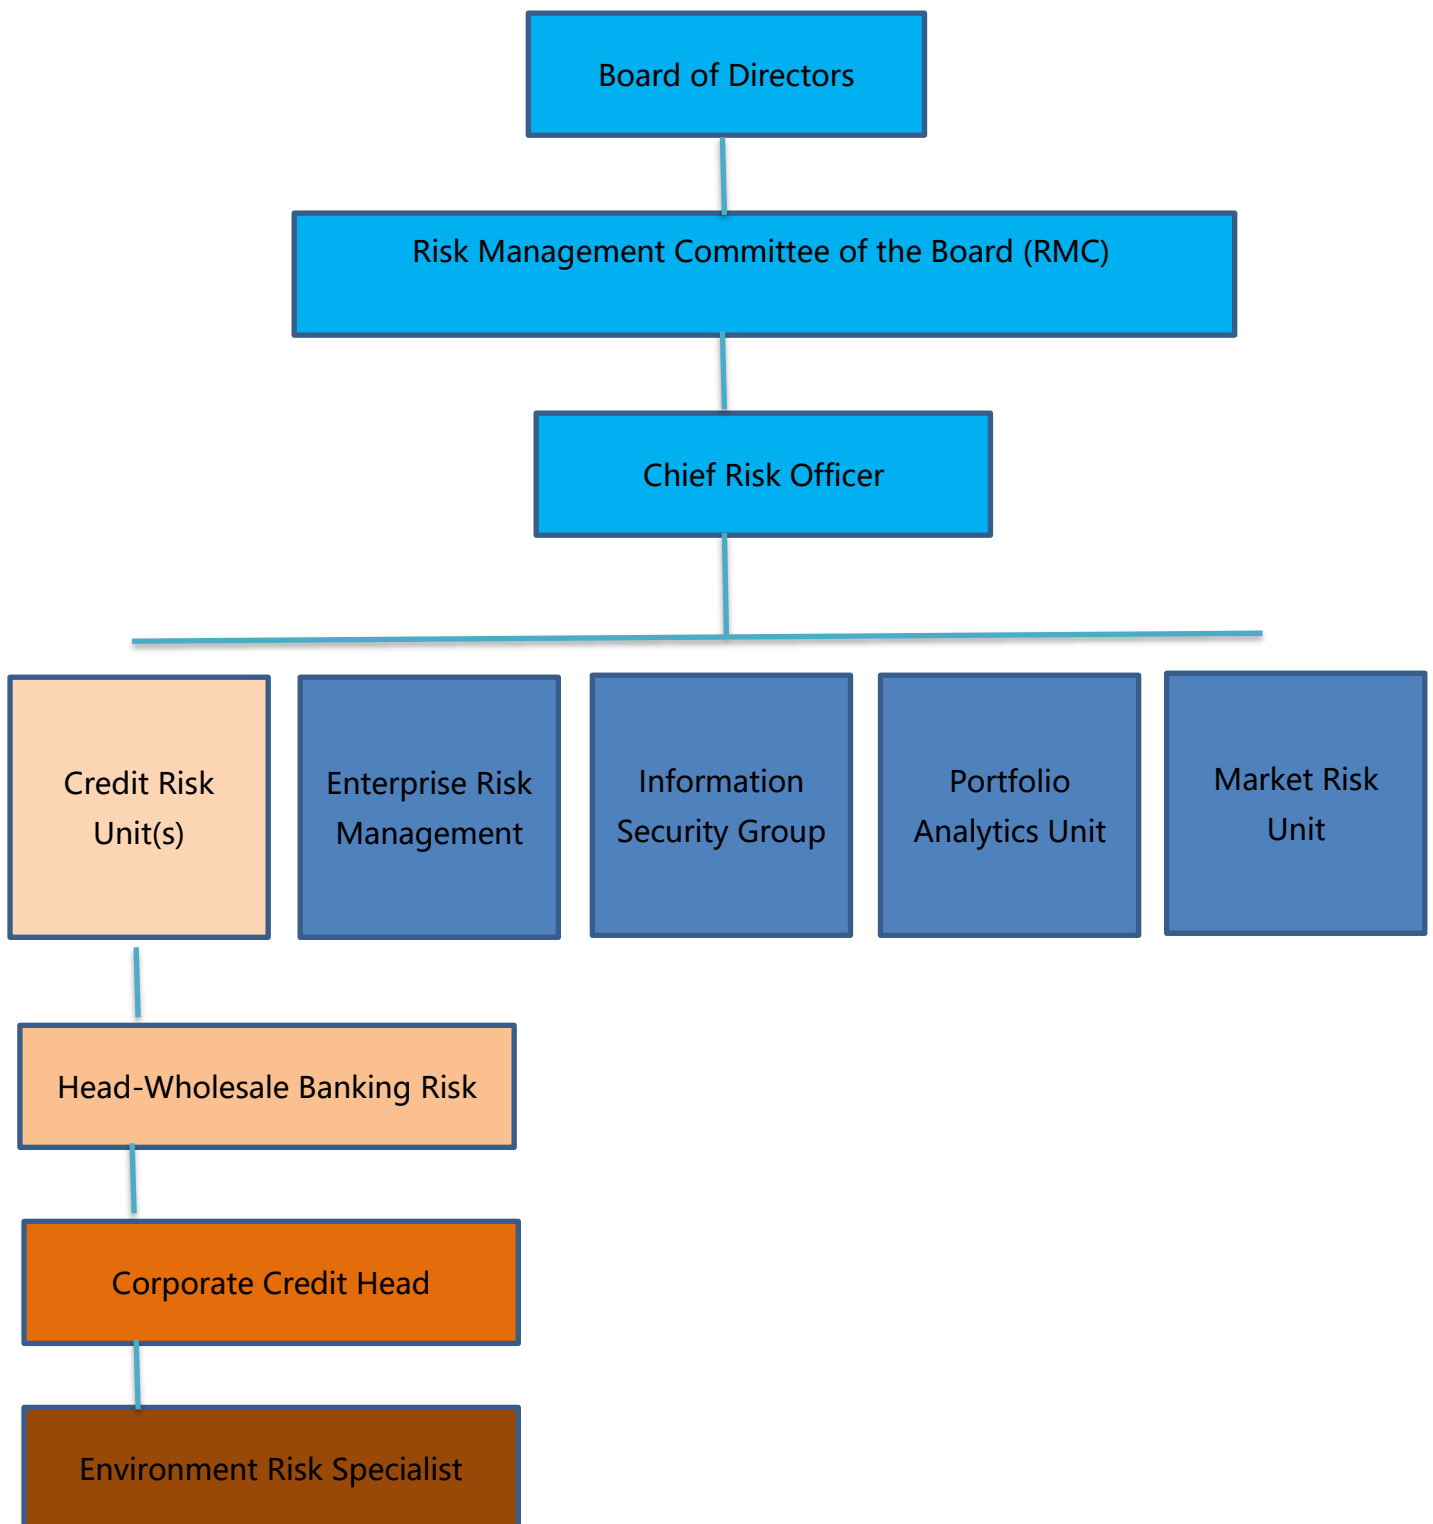 Board of Directors
Risk Management Committee of the Board (RMC)
Chief Risk Officer
Credit Risk
Unit(s)
Enterprise Risk
Management
Information
Security Group
Portfolio
Analytics Unit
Market Risk
Unit
Head-Wholesale Banking Risk
Corporate Credit Head
Environment Risk Specialist